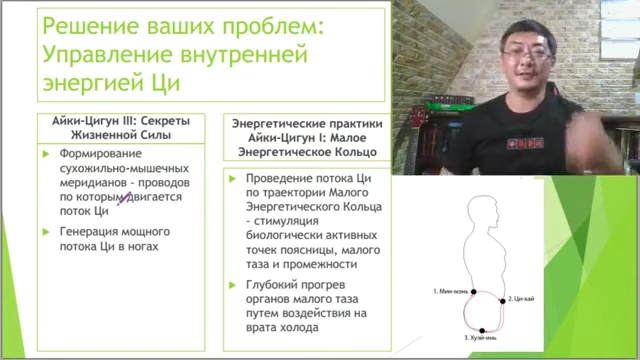 Решение ваших проблем:
Управление внутренней
энергией Ци
Айки-Цигун III: Секреты
Жизненной Силы
Формирование
сухожильно-мышечных
меридианов – проводов
по которым двигается
поток Ци
Генерация мощного
потока Ци в ногах
Энергетические практики
Айки-Цигун I: Малое
Энергетическое Кольцо
Проведение потока Ци
по траектории Малого
Энергетического Кольца
– стимуляция
биологически активных
точек поясницы, малого
таза и промежности
Глубокий прогрев
органов малого таза
путем воздействия на
врата холода
1. Мин-мэнь
2. Ци-хай
3. Хуэй-инь